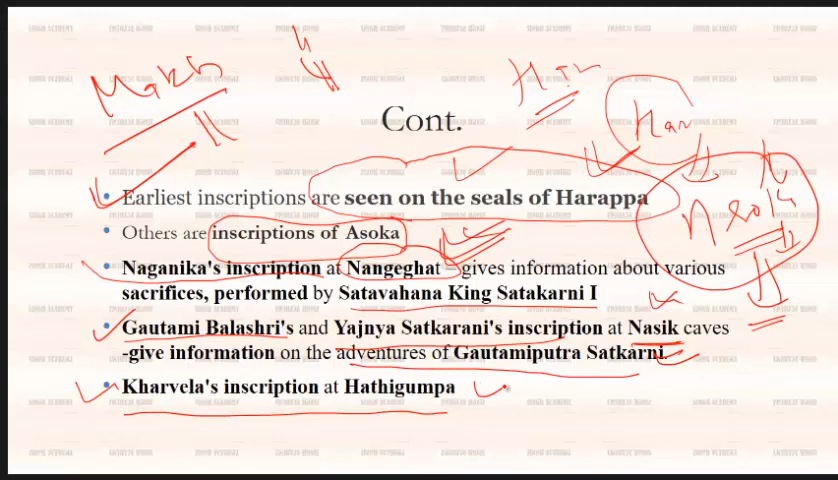 Cont.
Earliest inscriptions are seen on the seals of Harappa
Others are inscriptions of Asoka
Naganika's inscription at Nangeghat – gives information about various
sacrifices, performed by Satavahana King Satakarni I
Gautami Balashri's and Yajnya Satkarani's inscription at Nasik caves
-give information on the adventures of Gautamiputra Satkarni.
Kharvela's inscription at Hathigumpa